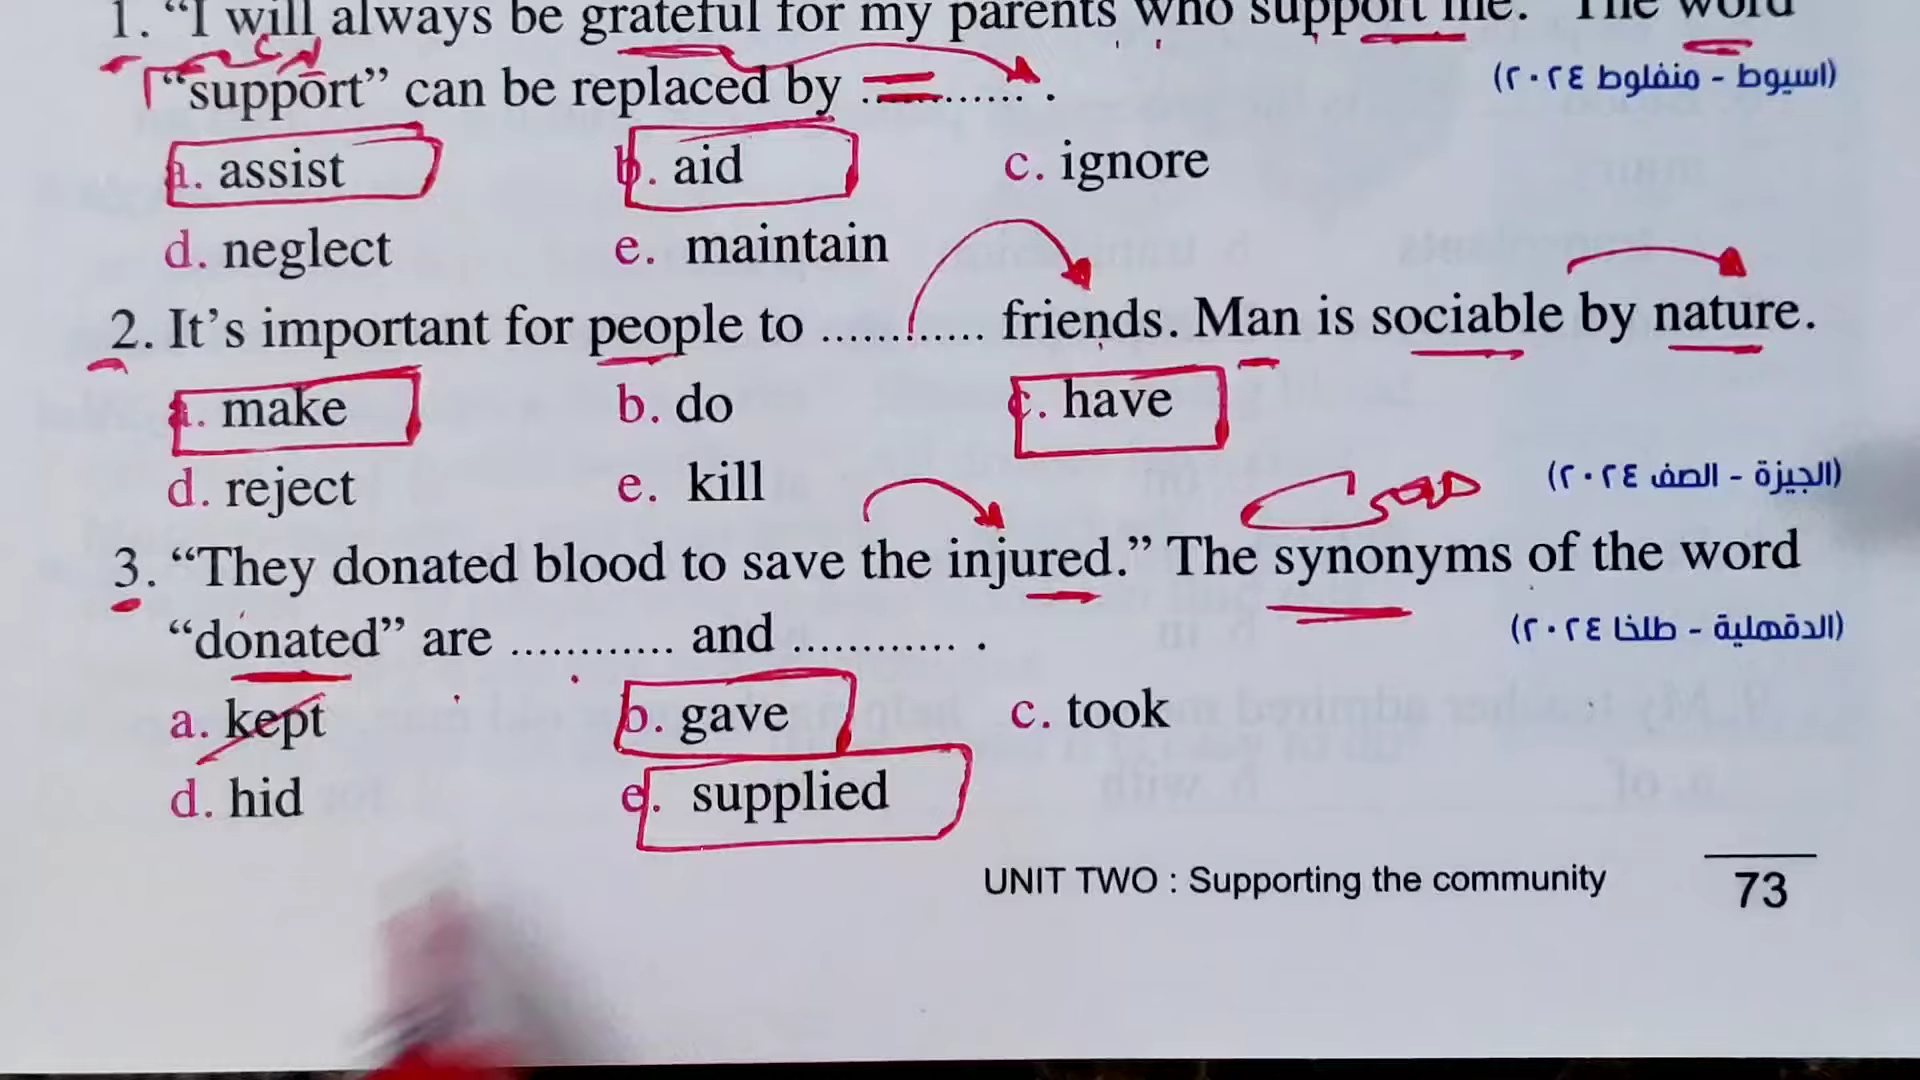 1. “I will always be grateful for my parents who support me.” The word
“support” can be replaced by ............ .
(اسيوط - منفلوط ٢٠٢٤)
a. assist b. aid c. ignore
d. neglect e. maintain
2. It’s important for people to ............ friends. Man is sociable by nature.
a. make b. do c. have
d. reject e. kill
(الجيزة - الصف ٢٠٢٤)
3. “They donated blood to save the injured.” The synonyms of the word
“donated” are ............ and ............ .
(الدقهلية - طلخا ٢٠٢٤)
a. kept b. gave c. took
d. hid e. supplied
UNIT TWO : Supporting the community 73